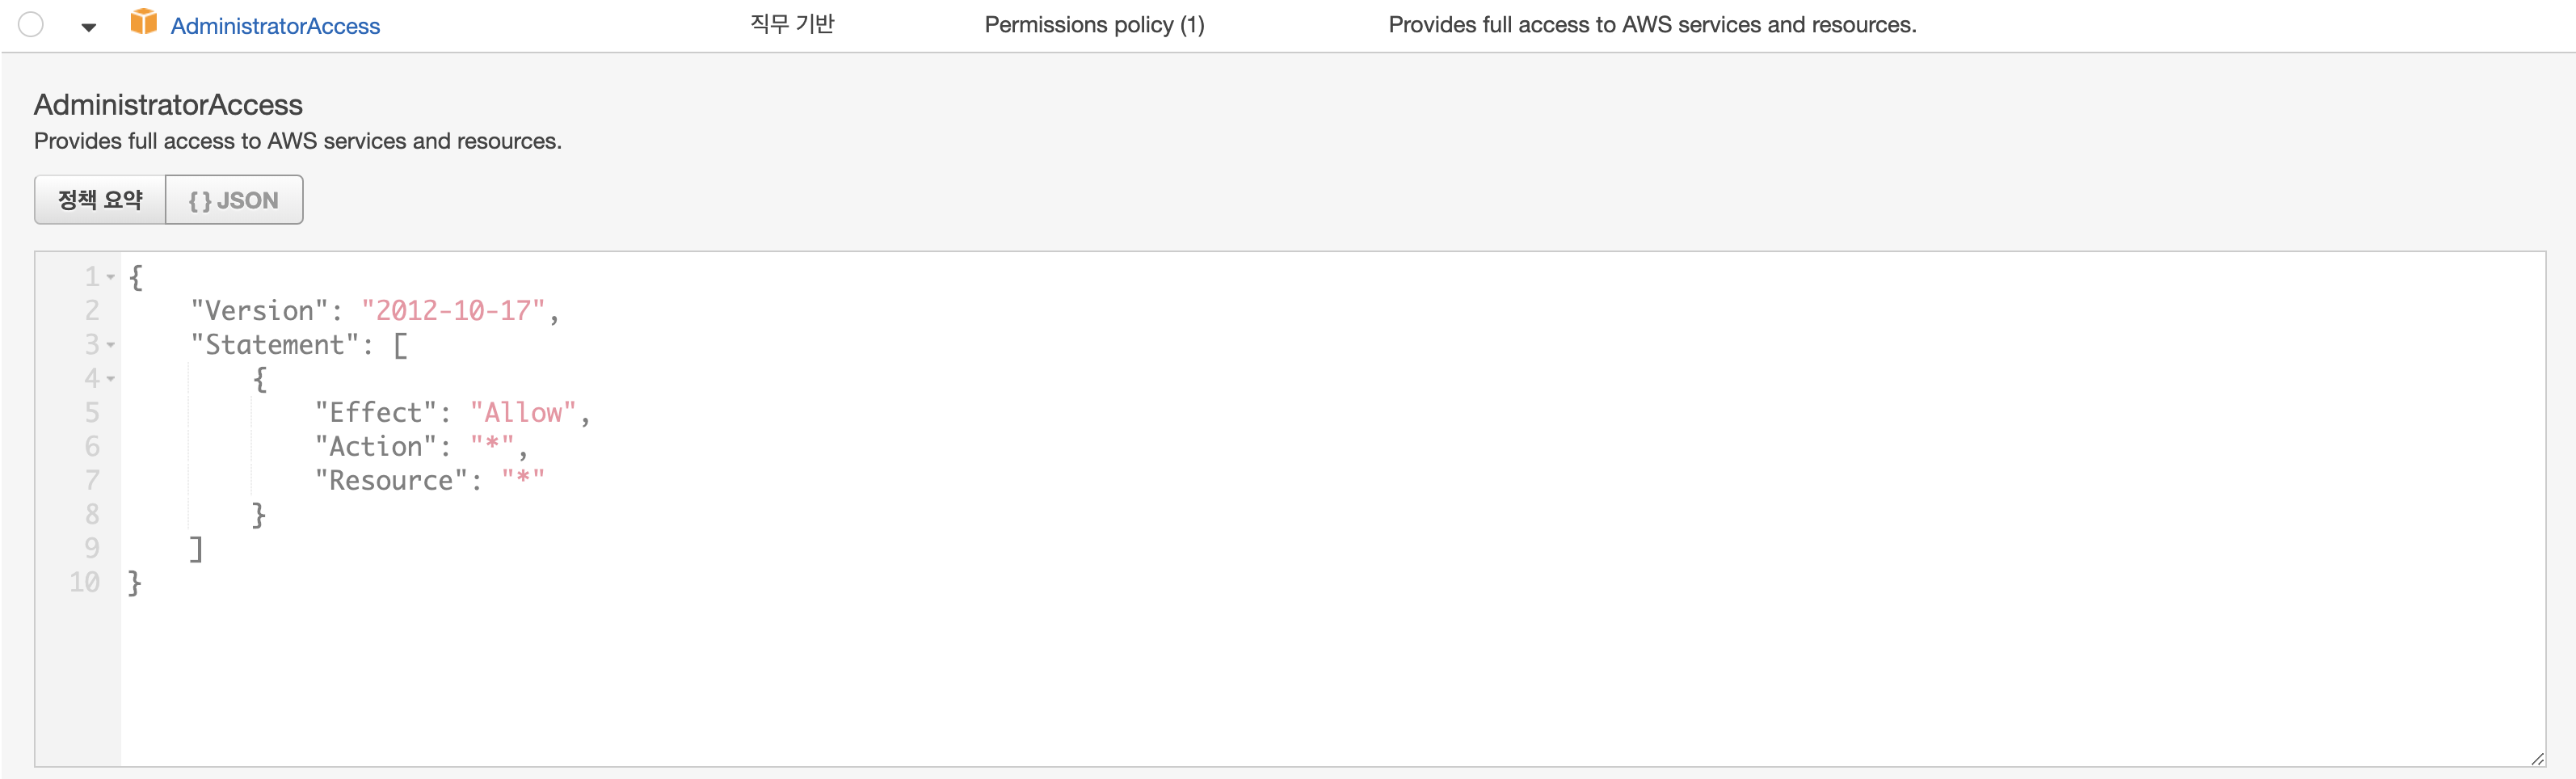 AdministratorAccess 직무 기반 Permissions policy (1) Provides full access to AWS services and resources.
AdministratorAccess
Provides full access to AWS services and resources.
정책 요약 { } JSON
1 {
2     "Version": "2012-10-17",
3     "Statement": [
4         {
5             "Effect": "Allow",
6             "Action": "*",
7             "Resource": "*"
8         }
9     ]
10 }